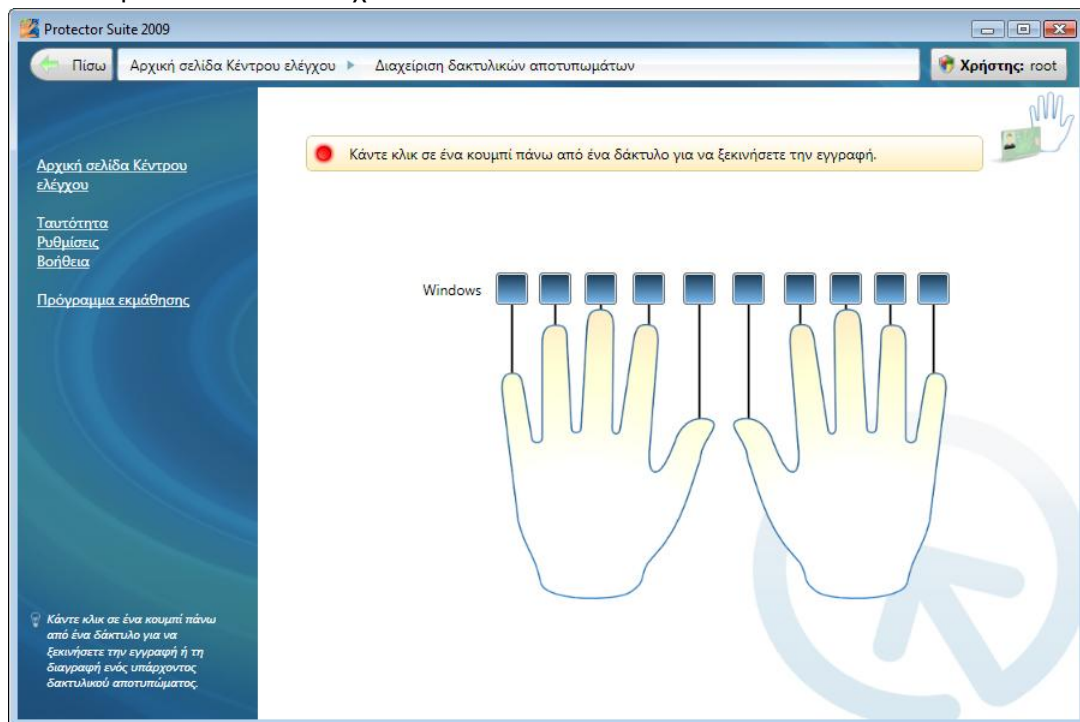 Protector Suite 2009
Πίσω Αρχική σελίδα Κέντρου ελέγχου Διαχείριση δακτυλικών αποτυπωμάτων Χρήστης: root
Κάντε κλικ σε ένα κουμπί πάνω από ένα δάκτυλο για να ξεκινήσετε την εγγραφή.
Αρχική σελίδα Κέντρου
ελέγχου
Ταυτότητα
Ρυθμίσεις
Βοήθεια
Πρόγραμμα εκμάθησης
Windows
Κάντε κλικ σε ένα κουμπί πάνω
από ένα δάκτυλο για να
ξεκινήσετε την εγγραφή ή τη
διαγραφή ενός υπάρχοντος
δακτυλικού αποτυπώματος.